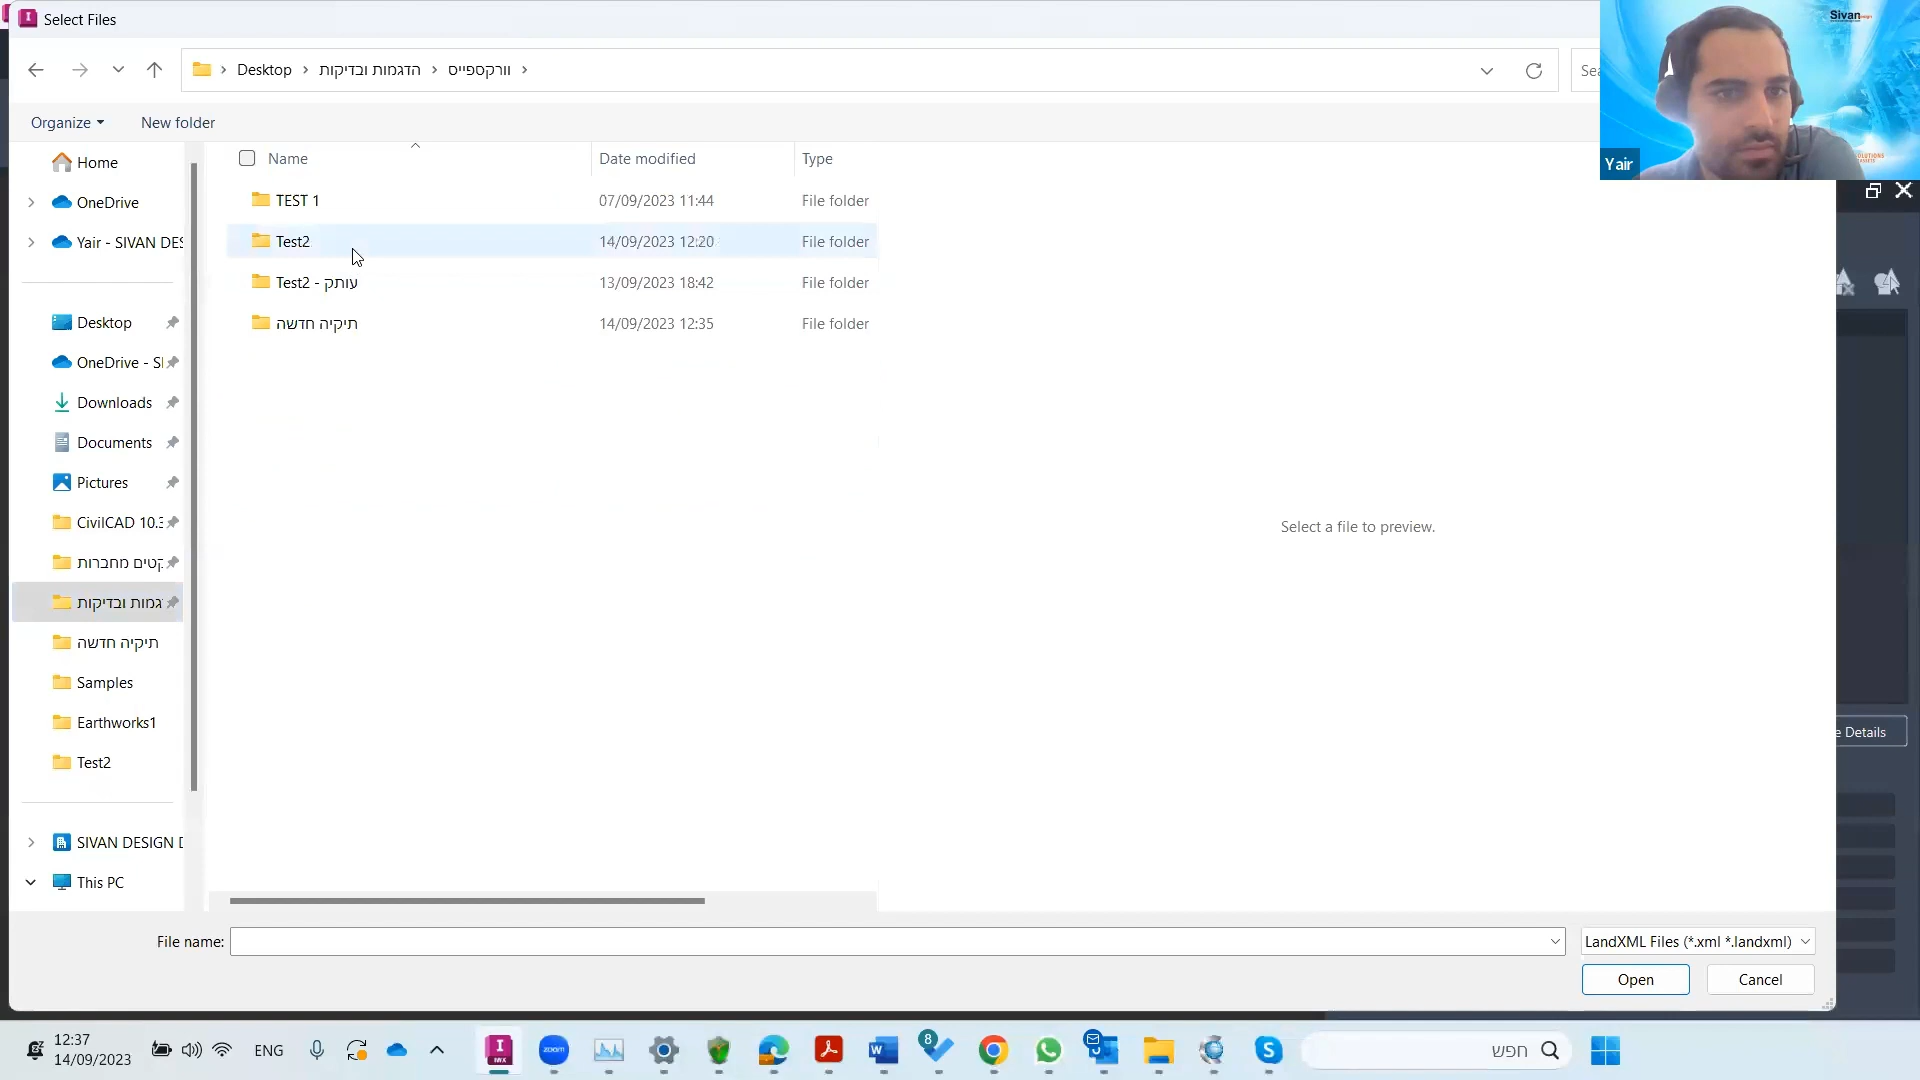 Select Files
Sivan
Desktop > הדגמות ובדיקות > וורקספייס >
Sea
Organize
New folder
Yair
Home
OneDrive
Yair - SIVAN DES
Desktop
OneDrive - SI
Downloads
Documents
Pictures
CivilCAD 10.3
קטים מחברות
גמות ובדיקות
תיקיה חדשה
Samples
Earthworks1
Test2
SIVAN DESIGN D
This PC
Name Date modified Type
TEST 1 07/09/2023 11:44 File folder
Test2 14/09/2023 12:20 File folder
Test2 - עותק 13/09/2023 18:42 File folder
תיקיה חדשה 14/09/2023 12:35 File folder
Select a file to preview.
e Details
File name:
LandXML Files (*.xml *.landxml)
Open
Cancel
12:37
14/09/2023
ENG
zoom
8
חפש